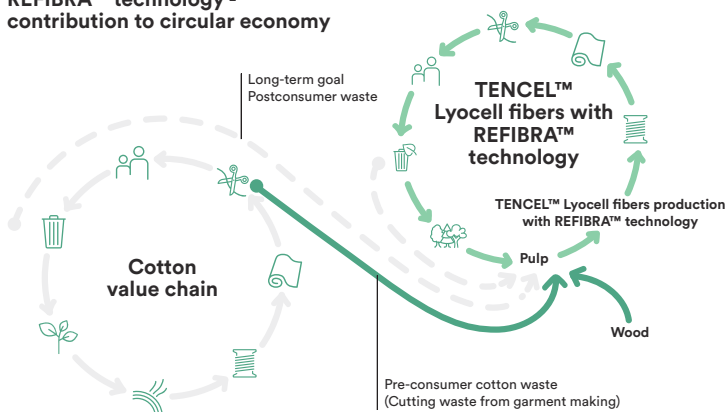 REFIBRA™ technology -
contribution to circular economy
Long-term goal
Postconsumer waste
TENCEL™
Lyocell fibers with
REFIBRA™
technology
TENCEL™ Lyocell fibers production
with REFIBRA™ technology
Cotton
value chain
Pulp
Wood
Pre-consumer cotton waste
(Cutting waste from garment making)